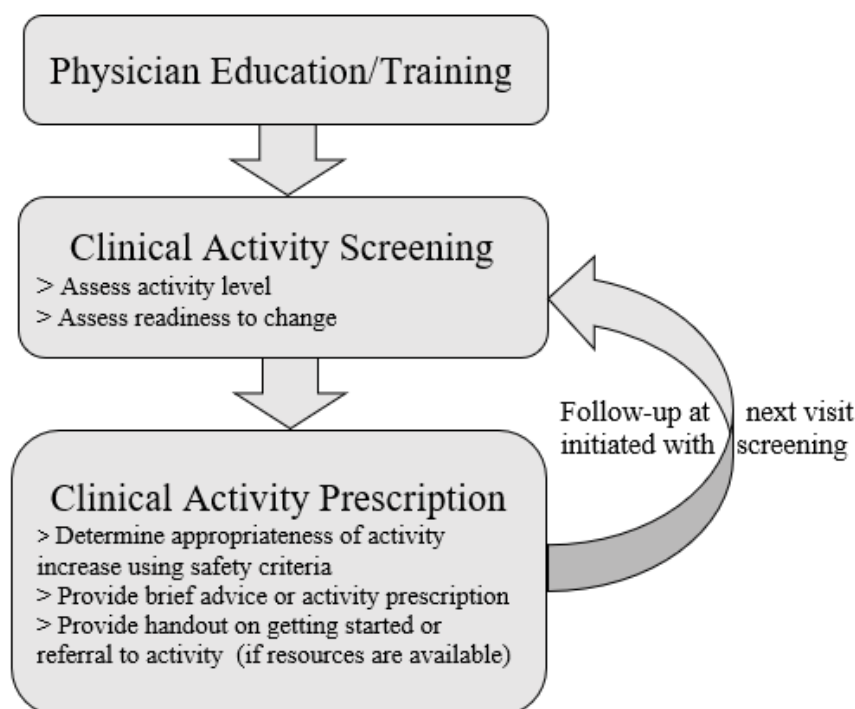 Physician Education/Training
Clinical Activity Screening
> Assess activity level
> Assess readiness to change
Follow-up at next visit
initiated with screening
Clinical Activity Prescription
> Determine appropriateness of activity
increase using safety criteria
> Provide brief advice or activity prescription
> Provide handout on getting started or
referral to activity (if resources are available)